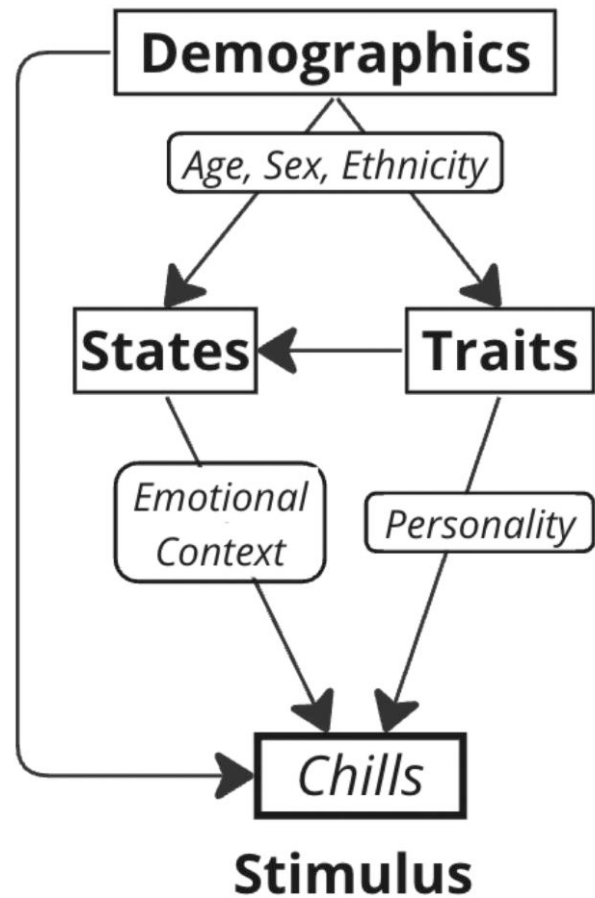 Demographics
Age, Sex, Ethnicity
States
Traits
Emotional
Context
Personality
Chills
Stimulus